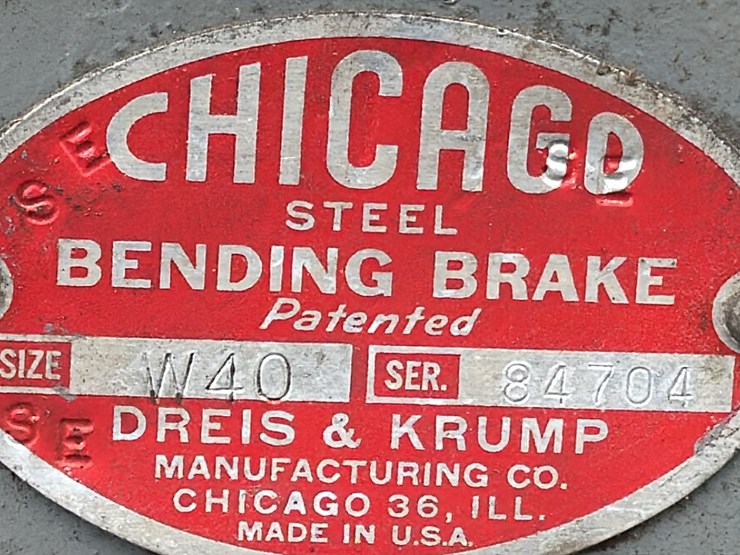 CHICAGO
STEEL
BENDING BRAKE
Patented
SIZE W40 SER. 84704
DREIS & KRUMP
MANUFACTURING CO.
CHICAGO 36, ILL.
MADE IN U.S.A.